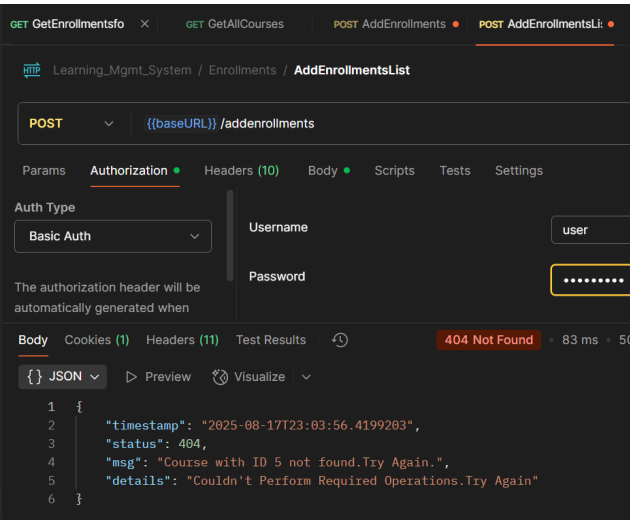 GET GetEnrollmentsfo
GET GetAllCourses
POST AddEnrollments
POST AddEnrollmentsLi
HTTP Learning_Mgmt_System / Enrollments / AddEnrollmentsList
POST {{baseURL}} /addenrollments
Params Authorization Headers (10) Body Scripts Tests Settings
Auth Type
Basic Auth
The authorization header will be
automatically generated when
Username user
Password •••••••••
Body Cookies (1) Headers (11) Test Results 404 Not Found • 83 ms • 50
{} JSON Preview Visualize
1 {
2 "timestamp": "2025-08-17T23:03:56.4199203",
3 "status": 404,
4 "msg": "Course with ID 5 not found.Try Again.",
5 "details": "Couldn't Perform Required Operations.Try Again"
6 }